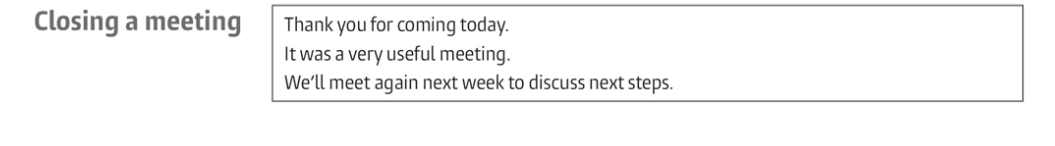 Closing a meeting
Thank you for coming today.
It was a very useful meeting.
We'll meet again next week to discuss next steps.